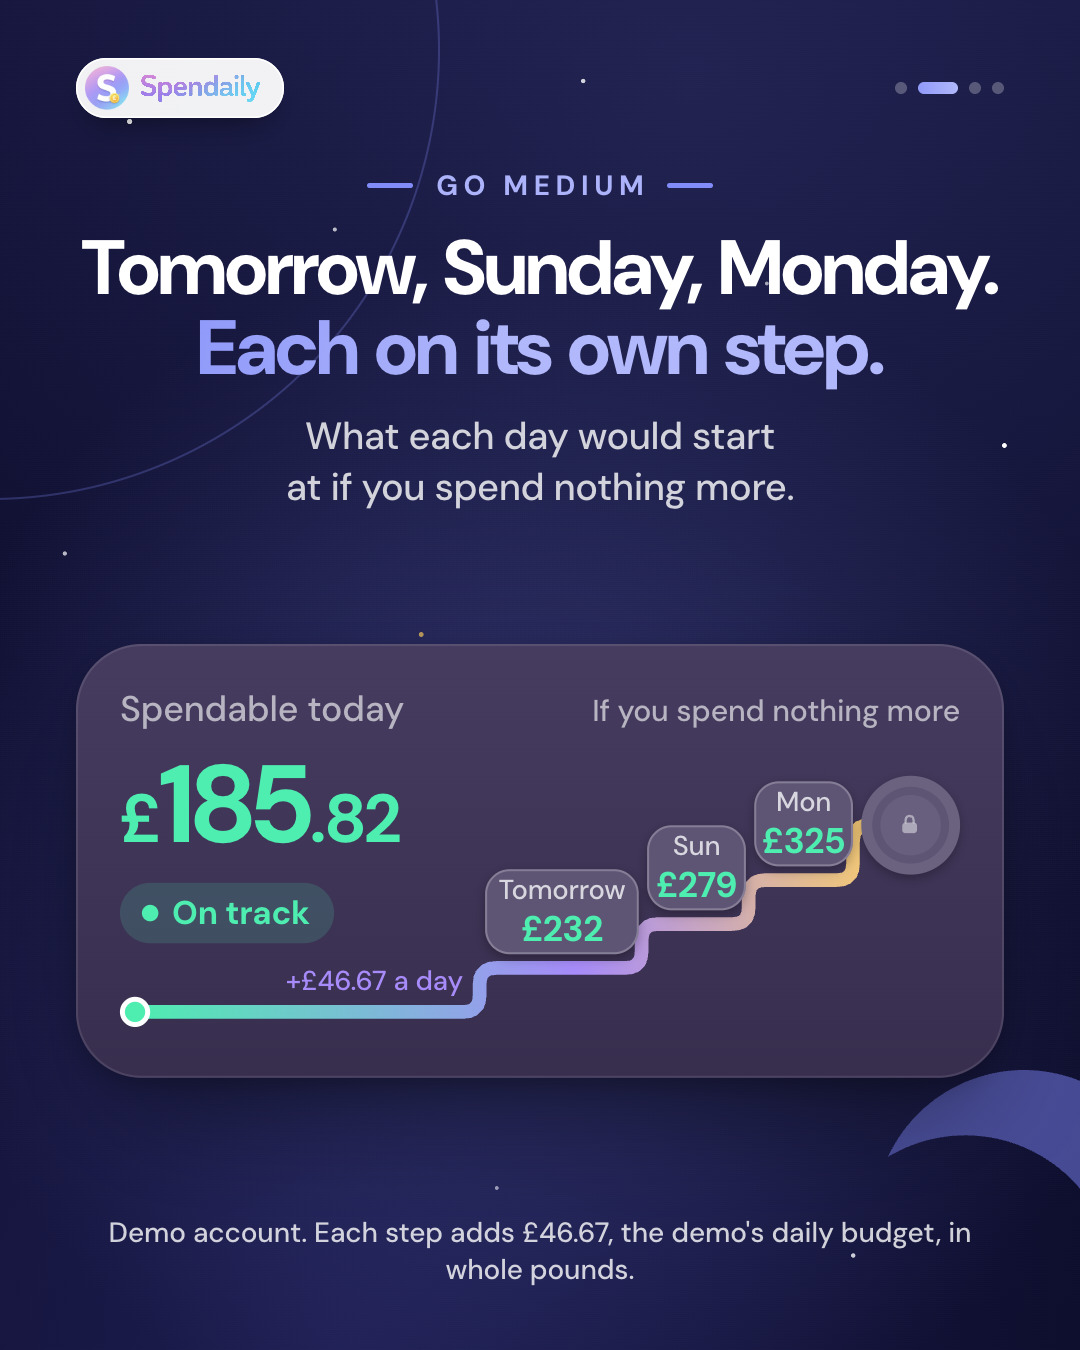 Spendaily
GO MEDIUM
Tomorrow, Sunday, Monday.
Each on its own step.
What each day would start
at if you spend nothing more.
Spendable today
If you spend nothing more
£185.82
On track
+£46.67 a day
Tomorrow
£232
Sun
£279
Mon
£325
Demo account. Each step adds £46.67, the demo's daily budget, in
whole pounds.